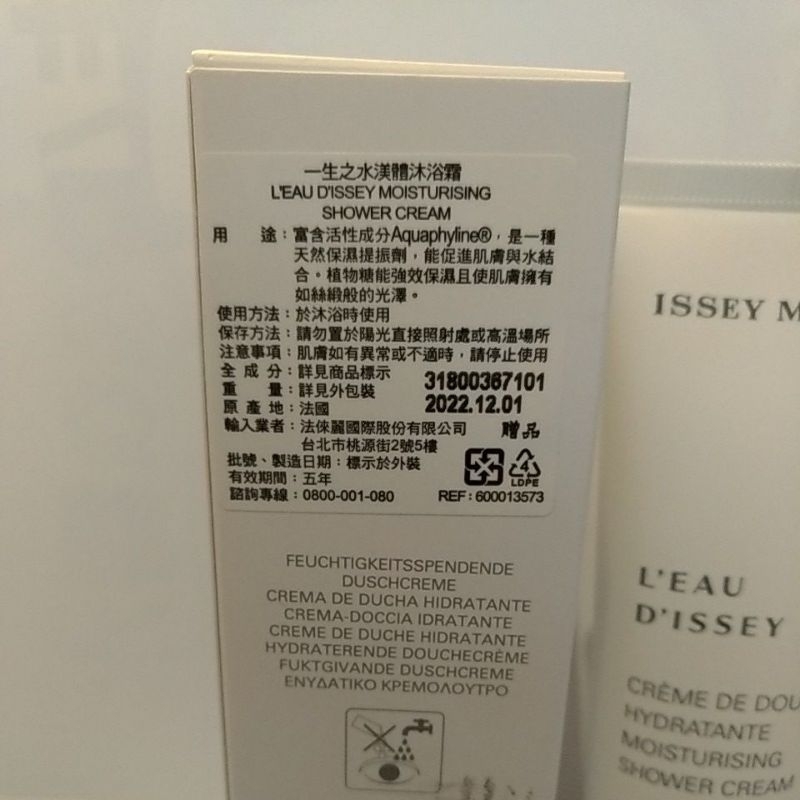 一生之水渼體沐浴霜
L'EAU D'ISSEY MOISTURISING
SHOWER CREAM
用 途：富含活性成分Aquaphyline®，是一種
天然保濕提振劑，能促進肌膚與水結
合。植物糖能強效保濕且使肌膚擁有
如絲緞般的光澤。
使用方法：於沐浴時使用
保存方法：請勿置於陽光直接照射處或高溫場所
注意事項：肌膚如有異常或不適時，請停止使用
全 成 分：詳見商品標示
31800367101
重 量：詳見外包裝
2022.12.01
原 產 地：法國
輸入業者：法倈麗國際股份有限公司
贈品
台北市桃源街2號5樓
批號、製造日期：標示於外裝
4
LDPE
有效期間：五年
諮詢專線：0800-001-080
REF：600013573
FEUCHTIGKEITSSPENDENDE
DUSCHCREME
CREMA DE DUCHA HIDRATANTE
CREMA-DOCCIA IDRATANTE
CREME DE DUCHE HIDRATANTE
HYDRATERENDE DOUCHECRÈME
FUKTGIVANDE DUSCHCREME
ΕΝΥΔΑΤΙΚΟ ΚΡΕΜΟΛΟΥΤΡΟ
ISSEY M
L'EAU
D'ISSEY
CRÈME DE DOU
HYDRATANTE
MOISTURISING
SHOWER CREAM